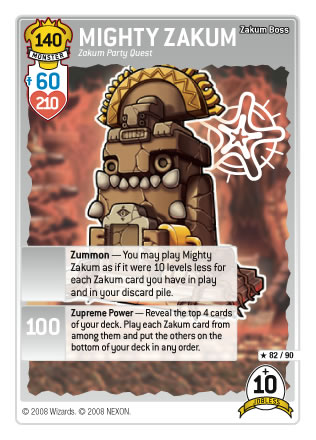 140
MONSTER
MIGHTY ZAKUM
Zakum Boss
Zakum Party Quest
60
210
Zummon — You may play Mighty
Zakum as if it were 10 levels less for
each Zakum card you have in play
and in your discard pile.
100
Zupreme Power — Reveal the top 4 cards
of your deck. Play each Zakum card from
among them and put the others on the
bottom of your deck in any order.
★ 82 / 90
+
10
JOBLESS
© 2008 Wizards. © 2008 NEXON.